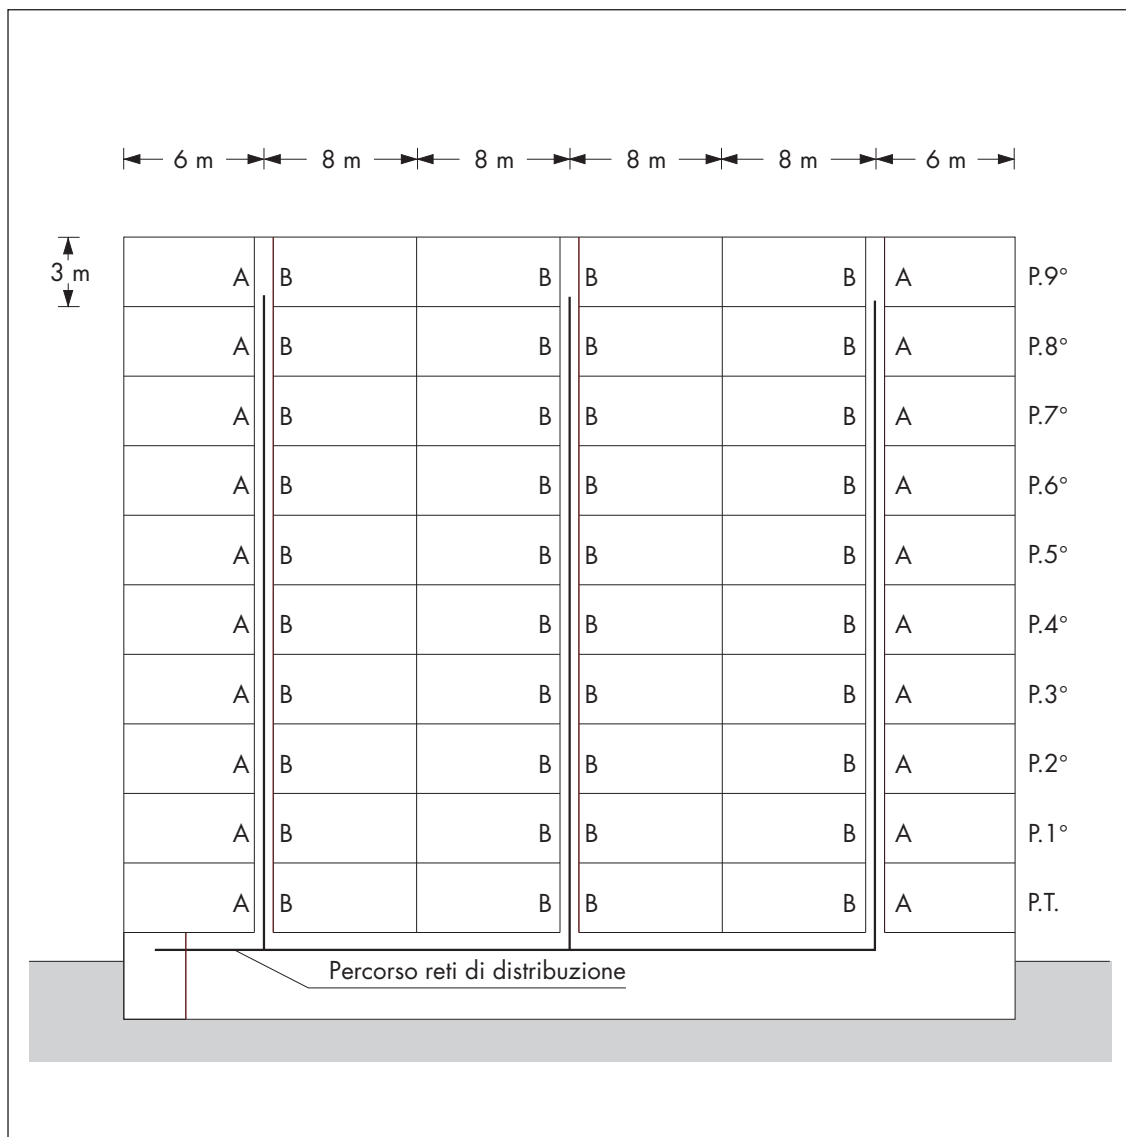 6 m 8 m 8 m 8 m 8 m 6 m
3 m
A B B B B A P.9°
A B B B B A P.8°
A B B B B A P.7°
A B B B B A P.6°
A B B B B A P.5°
A B B B B A P.4°
A B B B B A P.3°
A B B B B A P.2°
A B B B B A P.1°
A B B B B A P.T.
Percorso reti di distribuzione